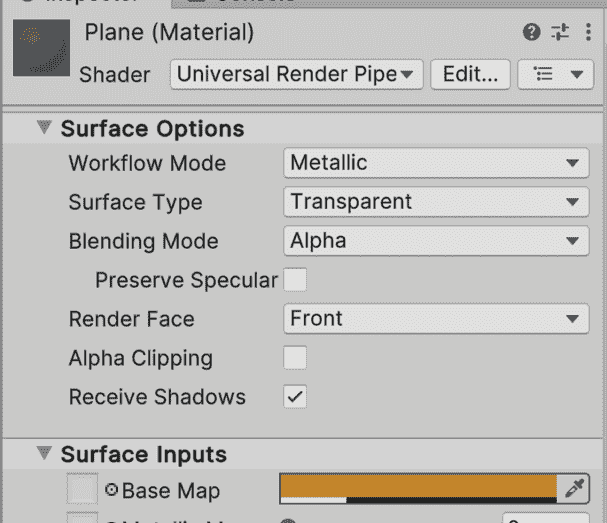 Plane (Material)
Shader Universal Render Pipe Edit...
Surface Options
Workflow Mode Metallic
Surface Type Transparent
Blending Mode Alpha
Preserve Specular
Render Face Front
Alpha Clipping
Receive Shadows
Surface Inputs
Base Map